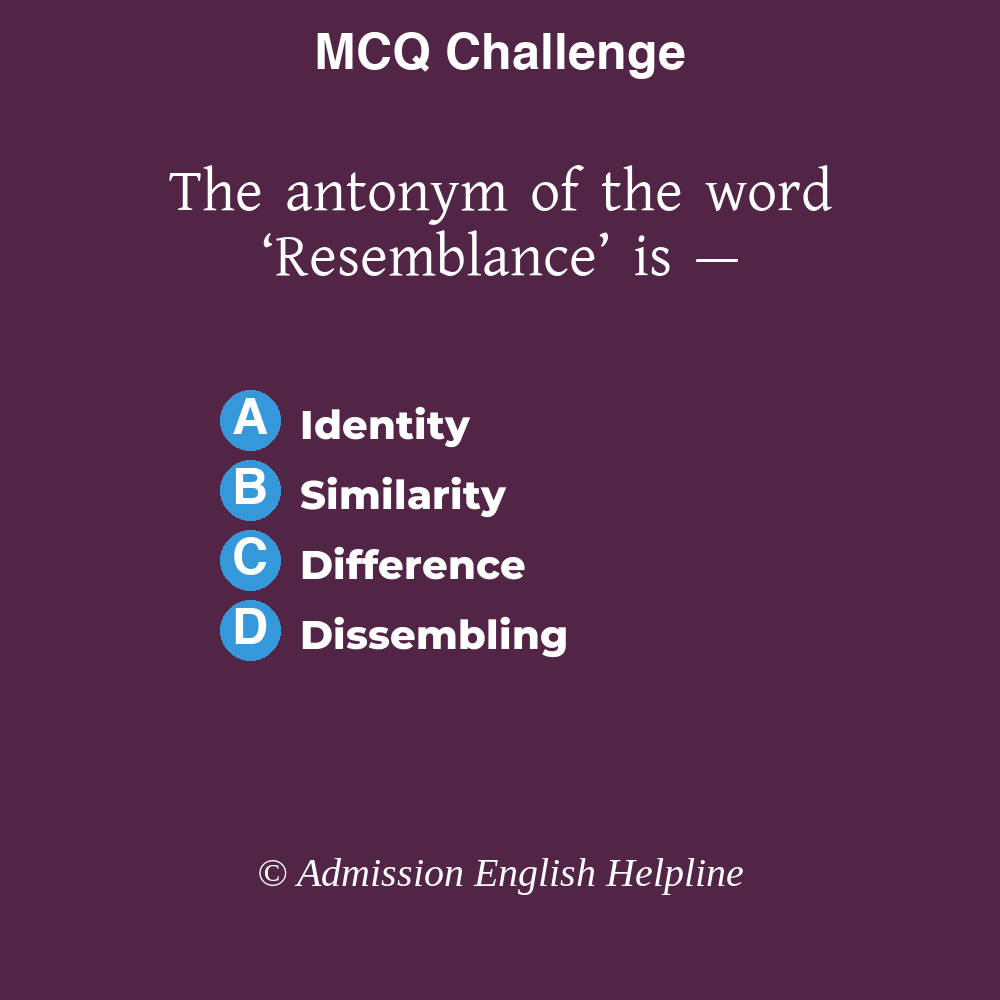 MCQ Challenge
The antonym of the word
‘Resemblance’ is —
A Identity
B Similarity
C Difference
D Dissembling
© Admission English Helpline